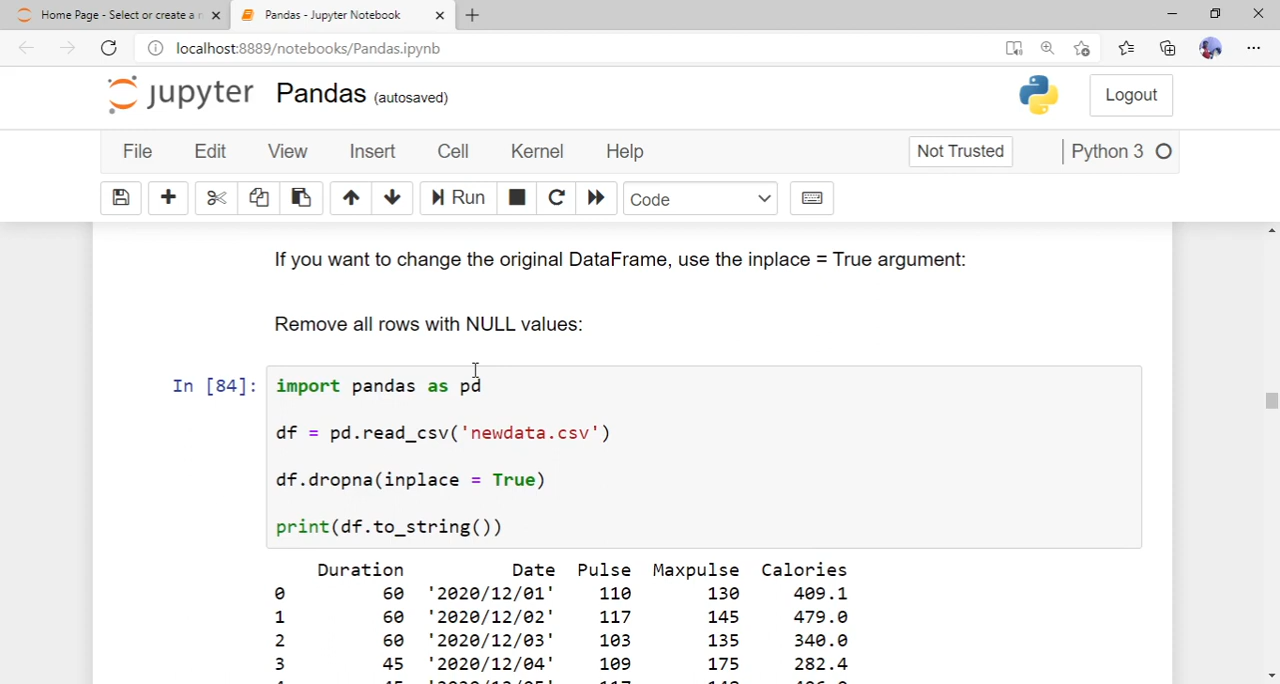 Home Page - Select or create a
Pandas - Jupyter Notebook
localhost:8889/notebooks/Pandas.ipynb
jupyter Pandas (autosaved)
Logout
File Edit View Insert Cell Kernel Help Not Trusted Python 3
Run Code
If you want to change the original DataFrame, use the inplace = True argument:
Remove all rows with NULL values:
In [84]: import pandas as pd
df = pd.read_csv('newdata.csv')
df.dropna(inplace = True)
print(df.to_string())
Duration Date Pulse Maxpulse Calories
0 60 '2020/12/01' 110 130 409.1
1 60 '2020/12/02' 117 145 479.0
2 60 '2020/12/03' 103 135 340.0
3 45 '2020/12/04' 109 175 282.4